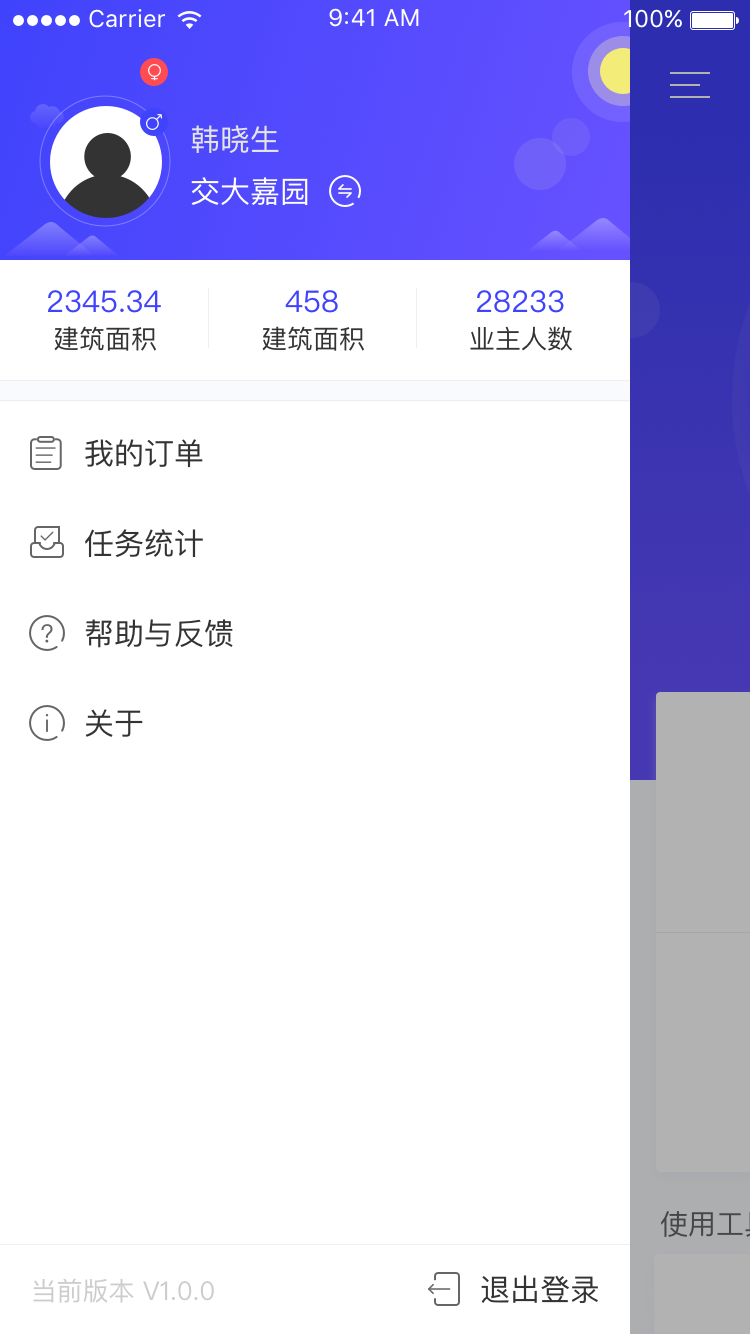 Carrier 9:41 AM 100%
韩晓生
交大嘉园
2345.34 458 28233
建筑面积 建筑面积 业主人数
我的订单
任务统计
帮助与反馈
关于
使用工具
当前版本 V1.0.0
退出登录